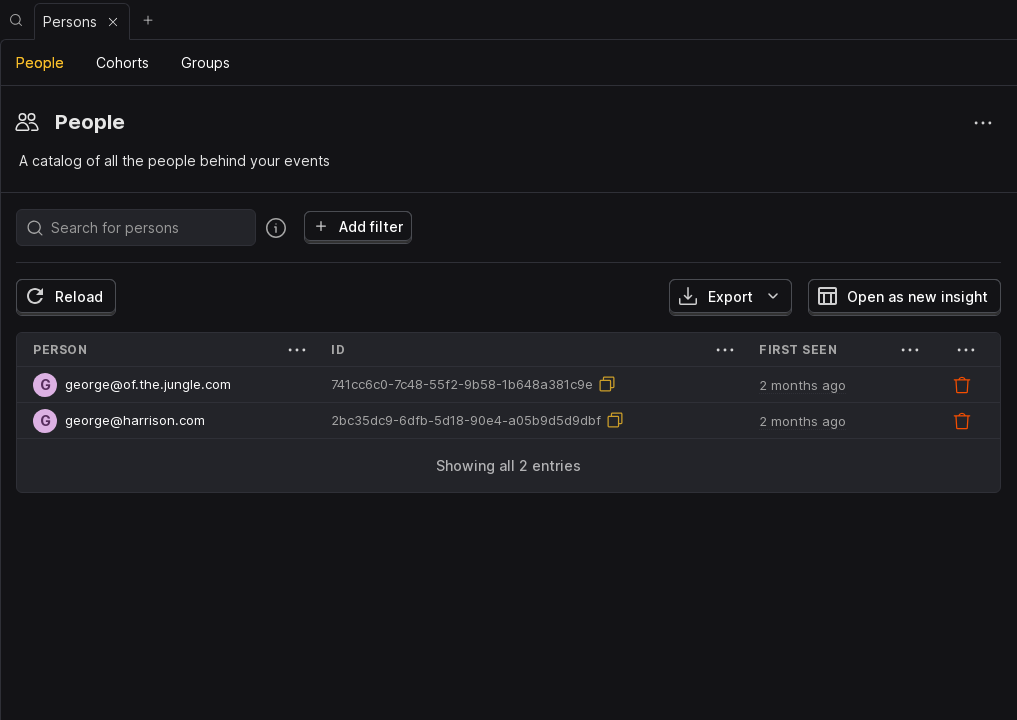 Persons
People Cohorts Groups
People
A catalog of all the people behind your events
Search for persons Add filter
Reload Export Open as new insight
PERSON ID FIRST SEEN
G george@of.the.jungle.com 741cc6c0-7c48-55f2-9b58-1b648a381c9e 2 months ago
G george@harrison.com 2bc35dc9-6dfb-5d18-90e4-a05b9d5d9dbf 2 months ago
Showing all 2 entries